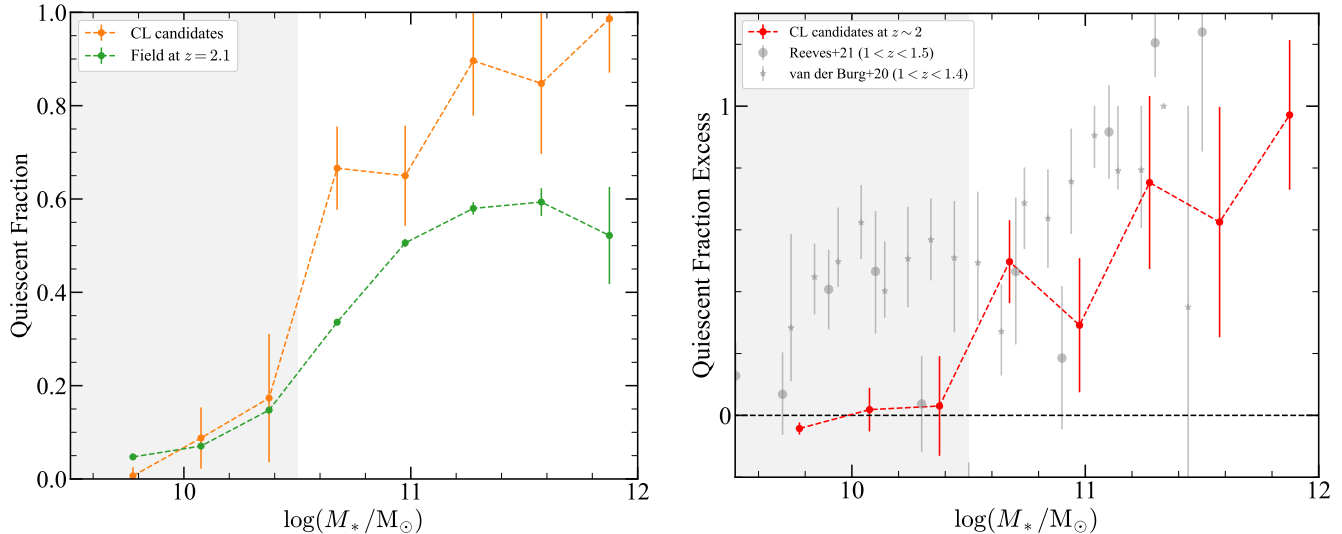 CL candidates
Field at z = 2.1
Quiescent Fraction
1.0
0.8
0.6
0.4
0.2
0.0
10
11
12
log(M*/M⊙)
CL candidates at z ~ 2
Reeves+21 (1 < z < 1.5)
van der Burg+20 (1 < z < 1.4)
Quiescent Fraction Excess
1
0
10
11
12
log(M*/M⊙)